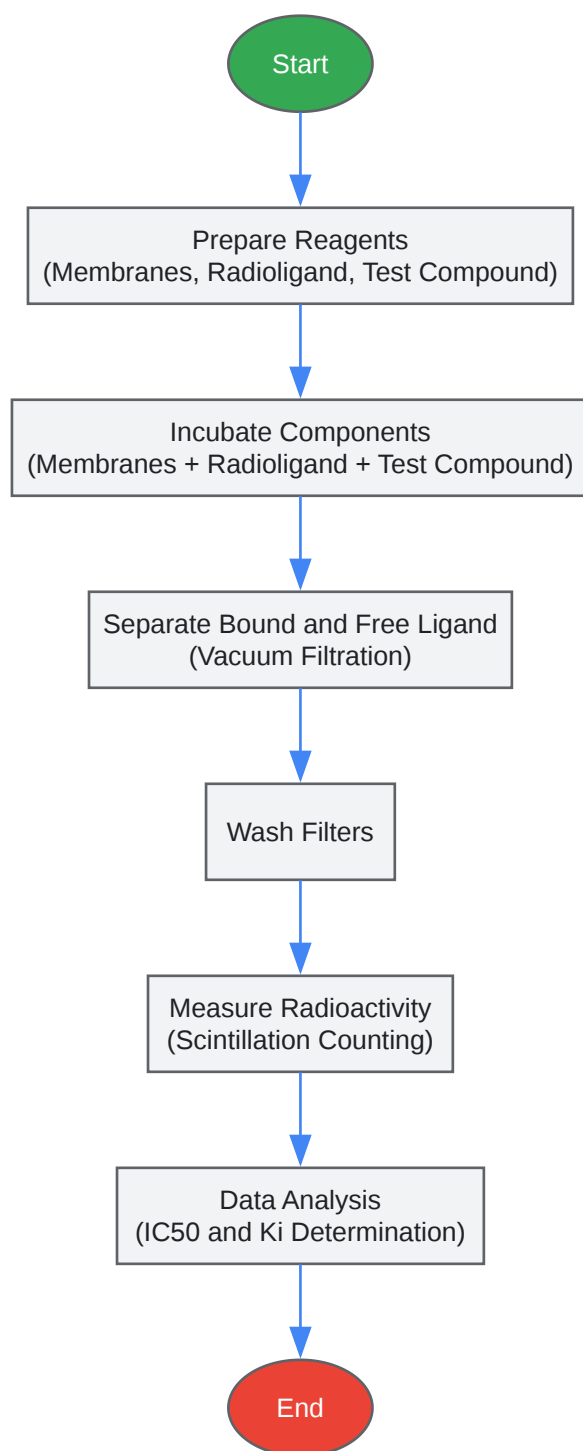 Start
Prepare Reagents
(Membranes, Radioligand, Test Compound)
Incubate Components
(Membranes + Radioligand + Test Compound)
Separate Bound and Free Ligand
(Vacuum Filtration)
Wash Filters
Measure Radioactivity
(Scintillation Counting)
Data Analysis
(IC50 and Ki Determination)
End